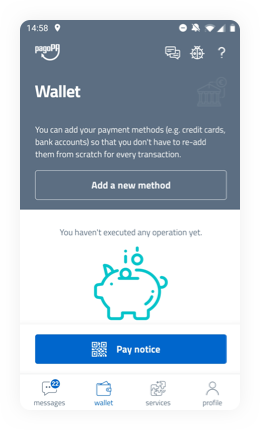 14:58
pagoPA
?
Wallet
You can add your payment methods (e.g. credit cards,
bank accounts) so that you don't have to re-add
them from scratch for every transaction.
Add a new method
You haven't executed any operation yet.
Pay notice
22
messages
wallet
services
profile